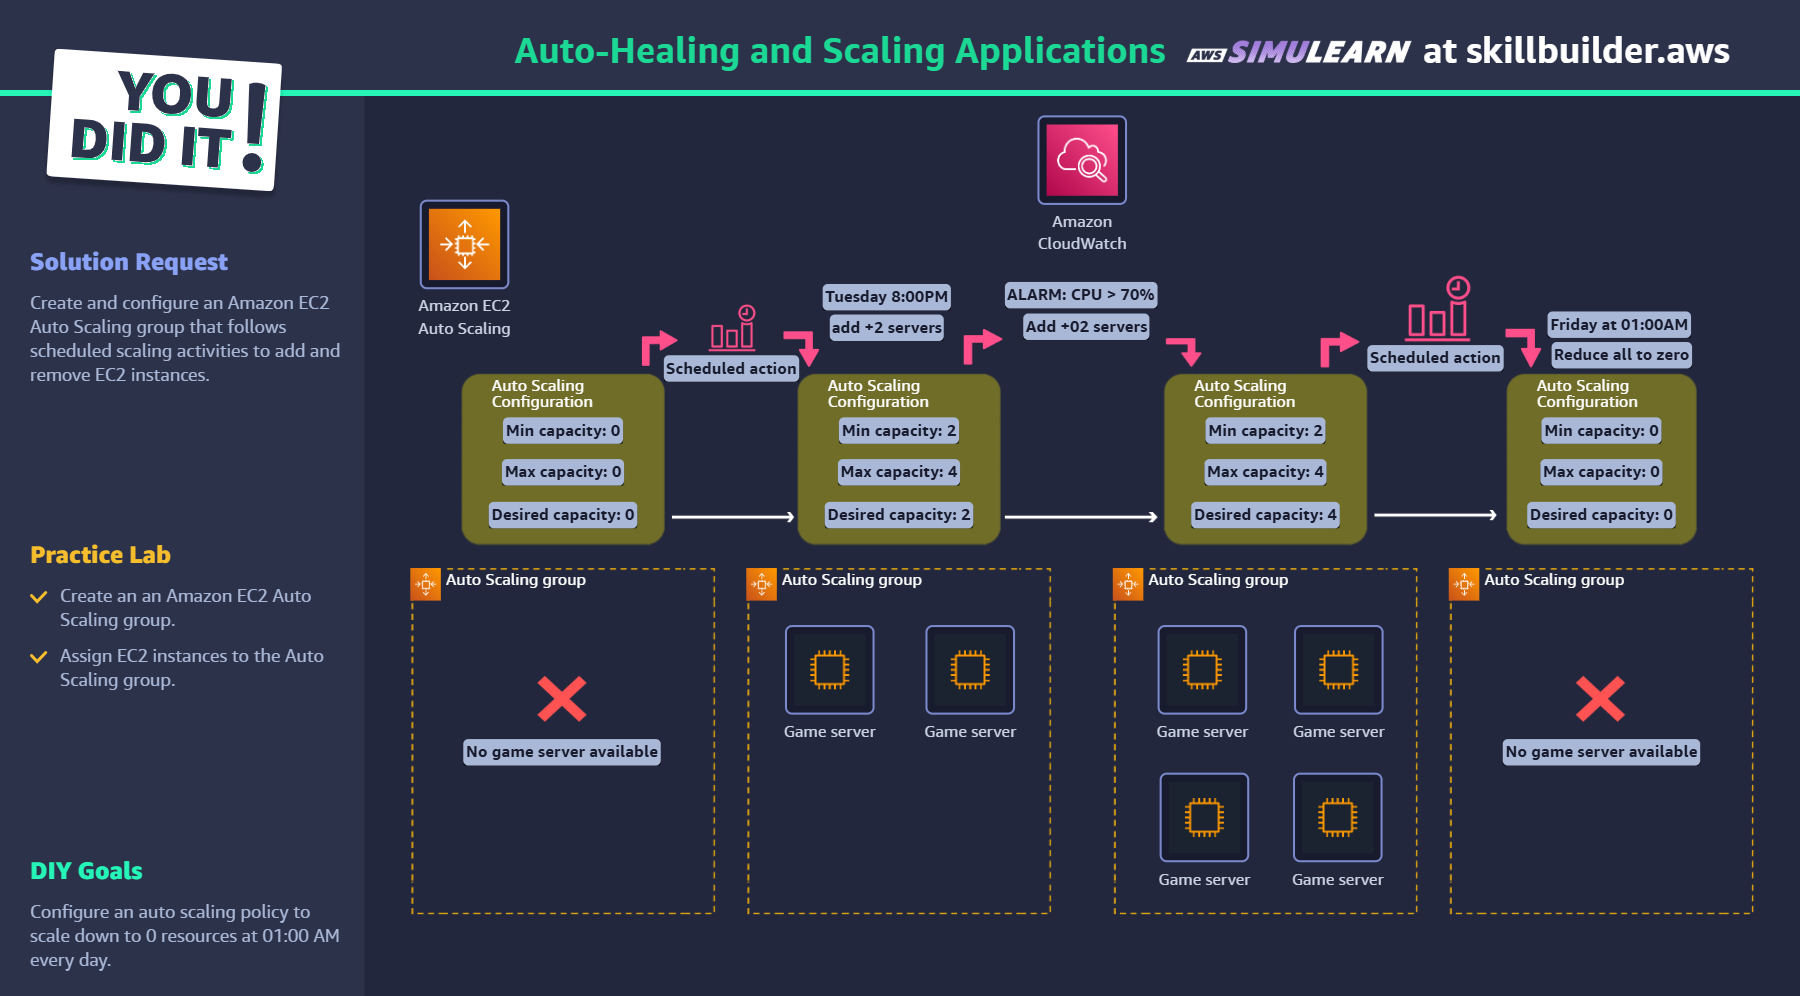 YOU
DID IT!
Auto-Healing and Scaling Applications aws SIMULEARN at skillbuilder.aws
Solution Request
Create and configure an Amazon EC2
Auto Scaling group that follows
scheduled scaling activities to add and
remove EC2 instances.
Practice Lab
Create an an Amazon EC2 Auto
Scaling group.
Assign EC2 instances to the Auto
Scaling group.
DIY Goals
Configure an auto scaling policy to
scale down to 0 resources at 01:00 AM
every day.
Amazon EC2
Auto Scaling
Amazon
CloudWatch
Scheduled action
Tuesday 8:00PM
add +2 servers
ALARM: CPU > 70%
Add +02 servers
Scheduled action
Friday at 01:00AM
Reduce all to zero
Auto Scaling
Configuration
Min capacity: 0
Max capacity: 0
Desired capacity: 0
Auto Scaling
Configuration
Min capacity: 2
Max capacity: 4
Desired capacity: 2
Auto Scaling
Configuration
Min capacity: 2
Max capacity: 4
Desired capacity: 4
Auto Scaling
Configuration
Min capacity: 0
Max capacity: 0
Desired capacity: 0
Auto Scaling group
No game server available
Auto Scaling group
Game server
Game server
Auto Scaling group
Game server
Game server
Game server
Game server
Auto Scaling group
No game server available